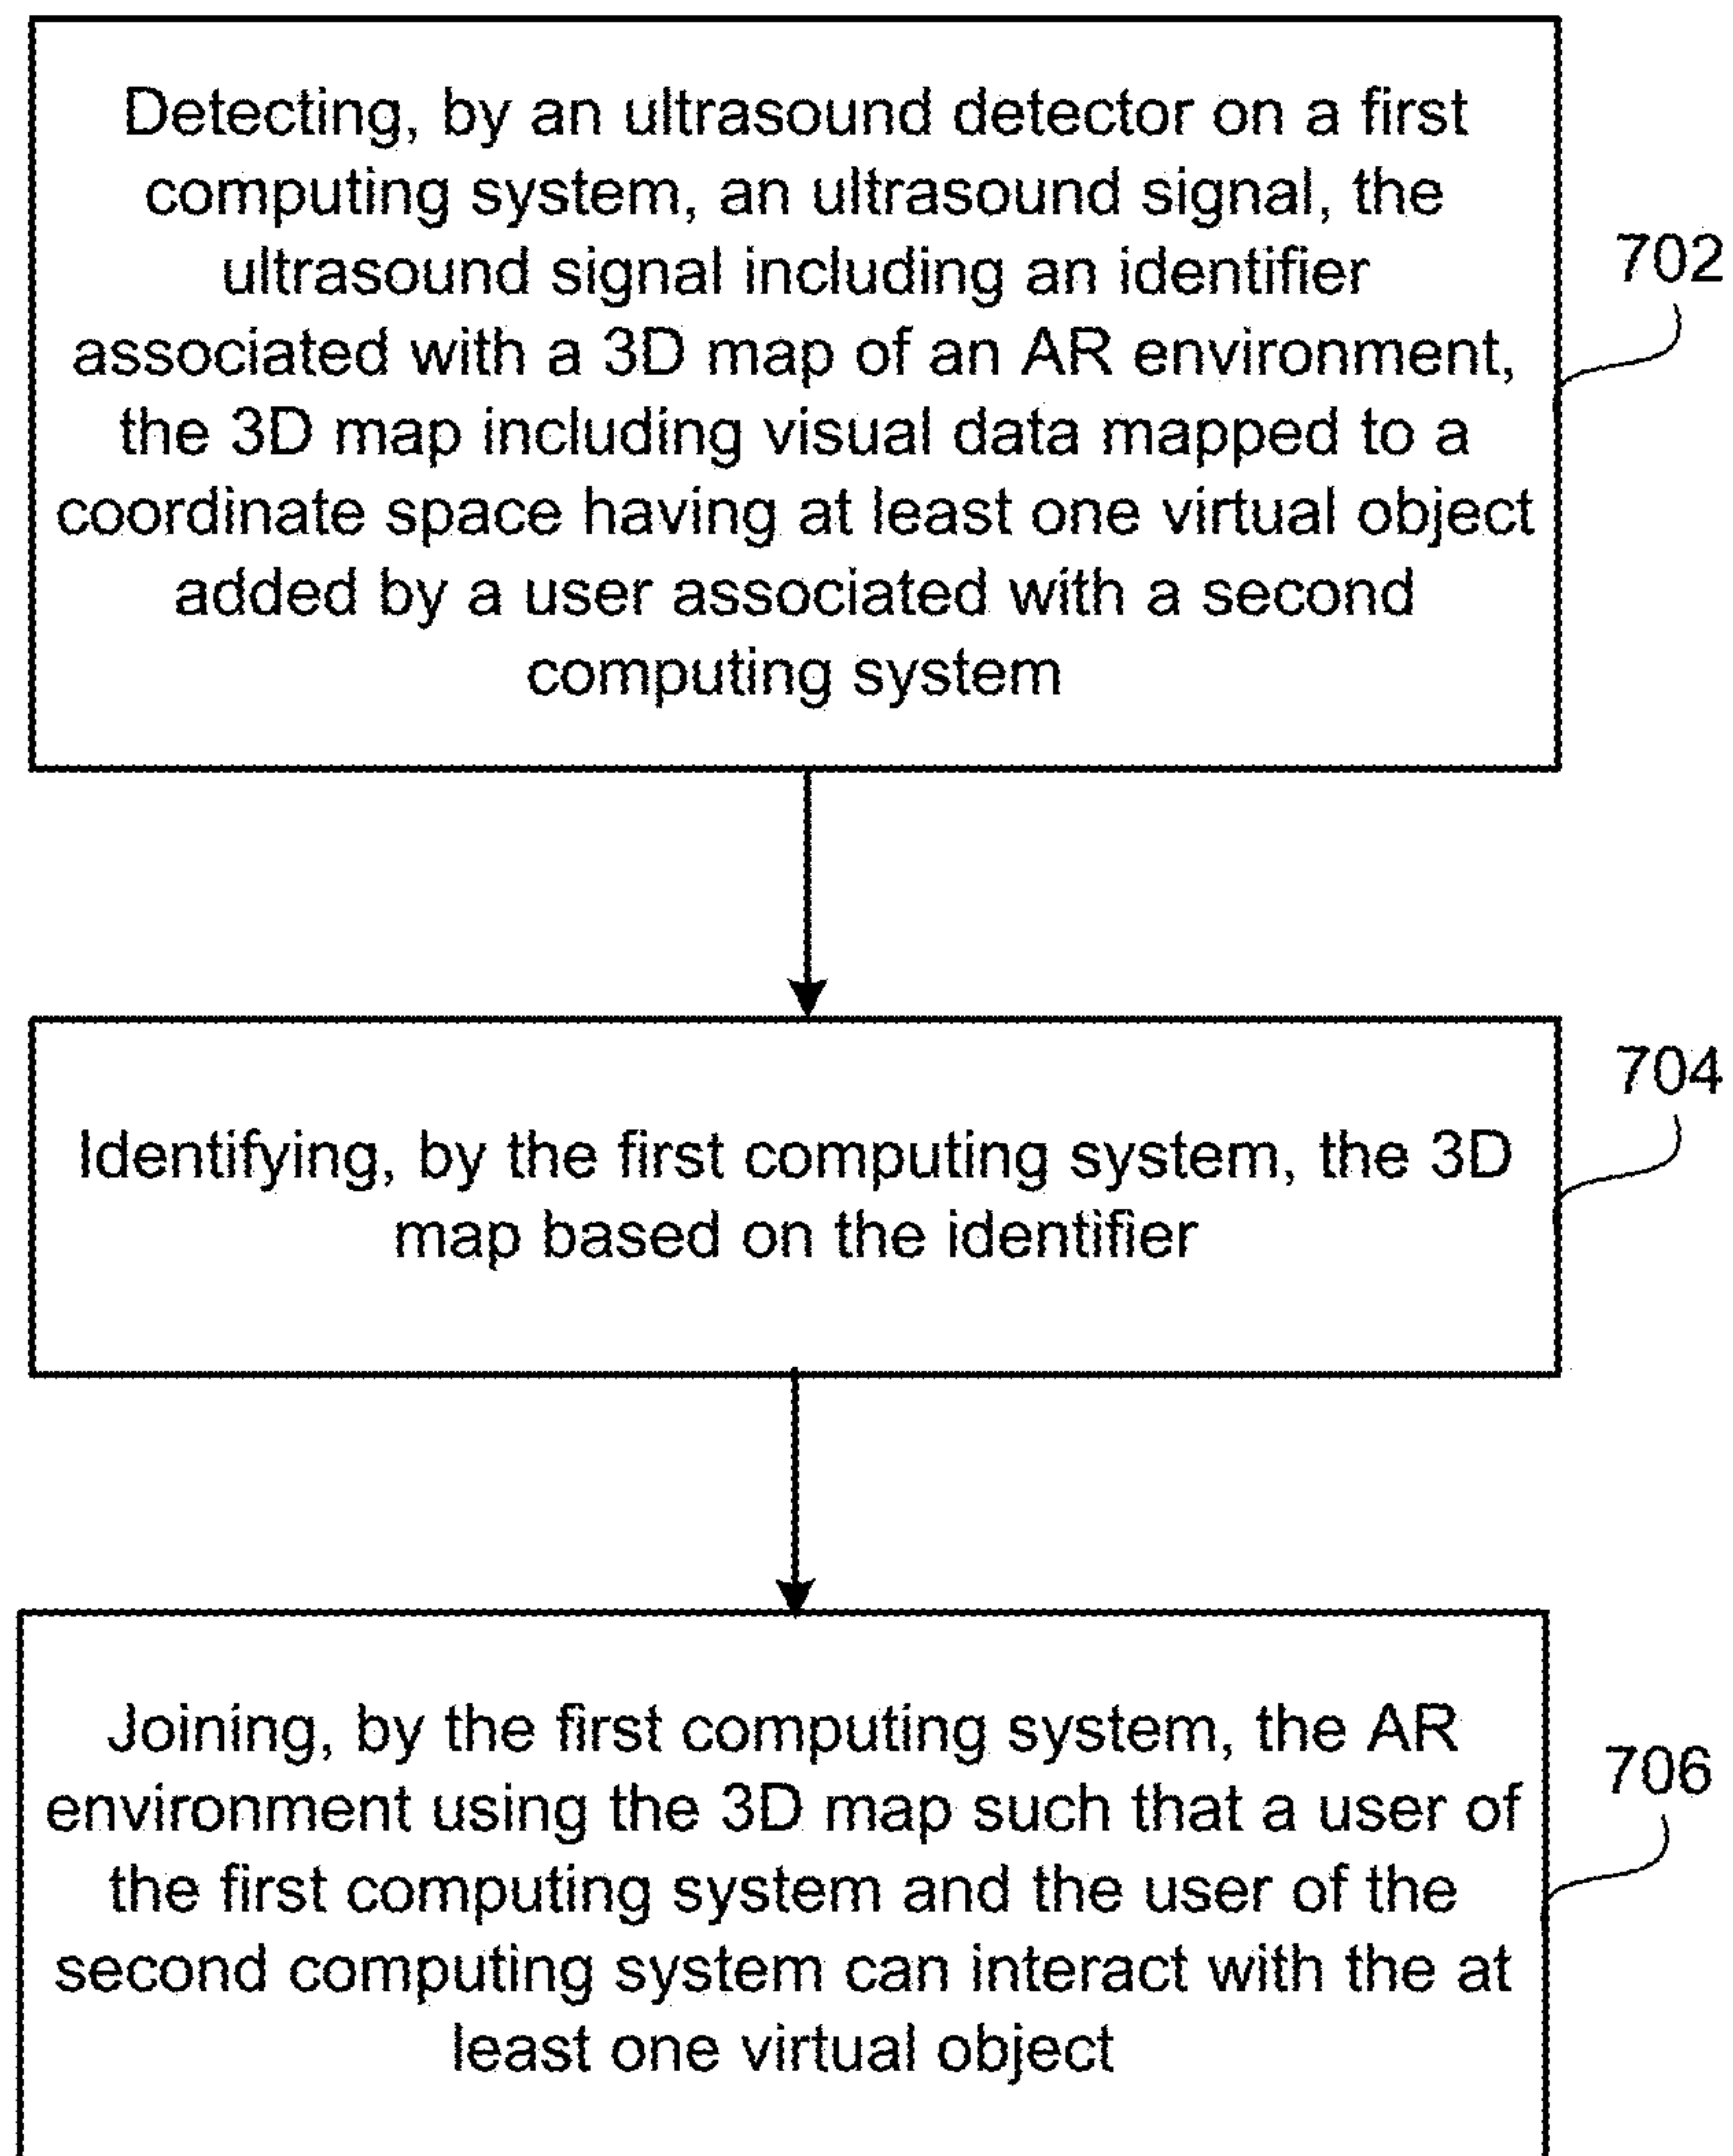 Detecting, by an ultrasound detector on a first
computing system, an ultrasound signal, the
ultrasound signal including an identifier
associated with a 3D map of an AR environment,
the 3D map including visual data mapped to a
coordinate space having at least one virtual object
added by a user associated with a second
computing system
702
Identifying, by the first computing system, the 3D
map based on the identifier
704
Joining, by the first computing system, the AR
environment using the 3D map such that a user of
the first computing system and the user of the
second computing system can interact with the at
least one virtual object
706